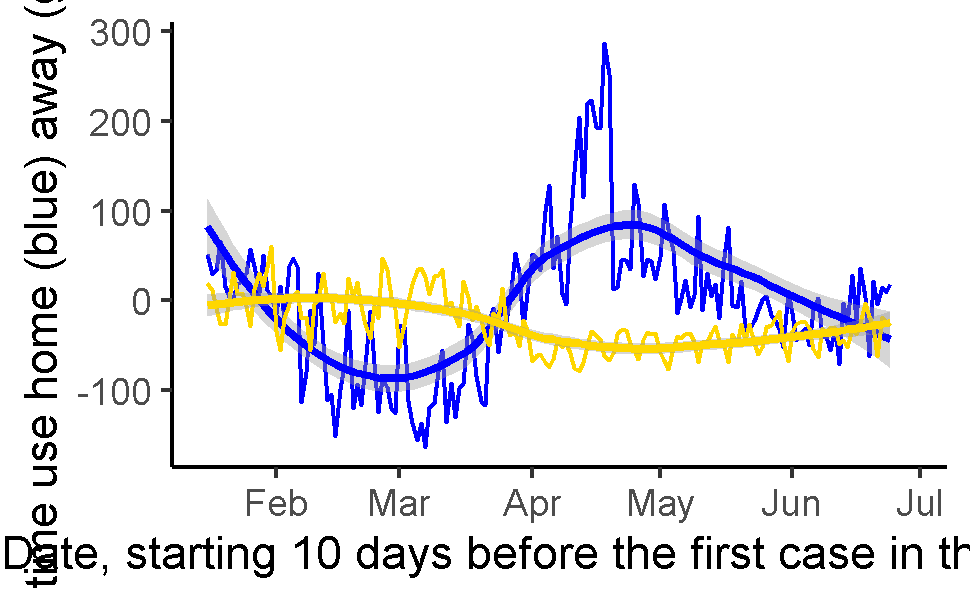 time use home (blue) away (
300
200
100
0
-100
Feb Mar Apr May Jun Jul
Date, starting 10 days before the first case in th